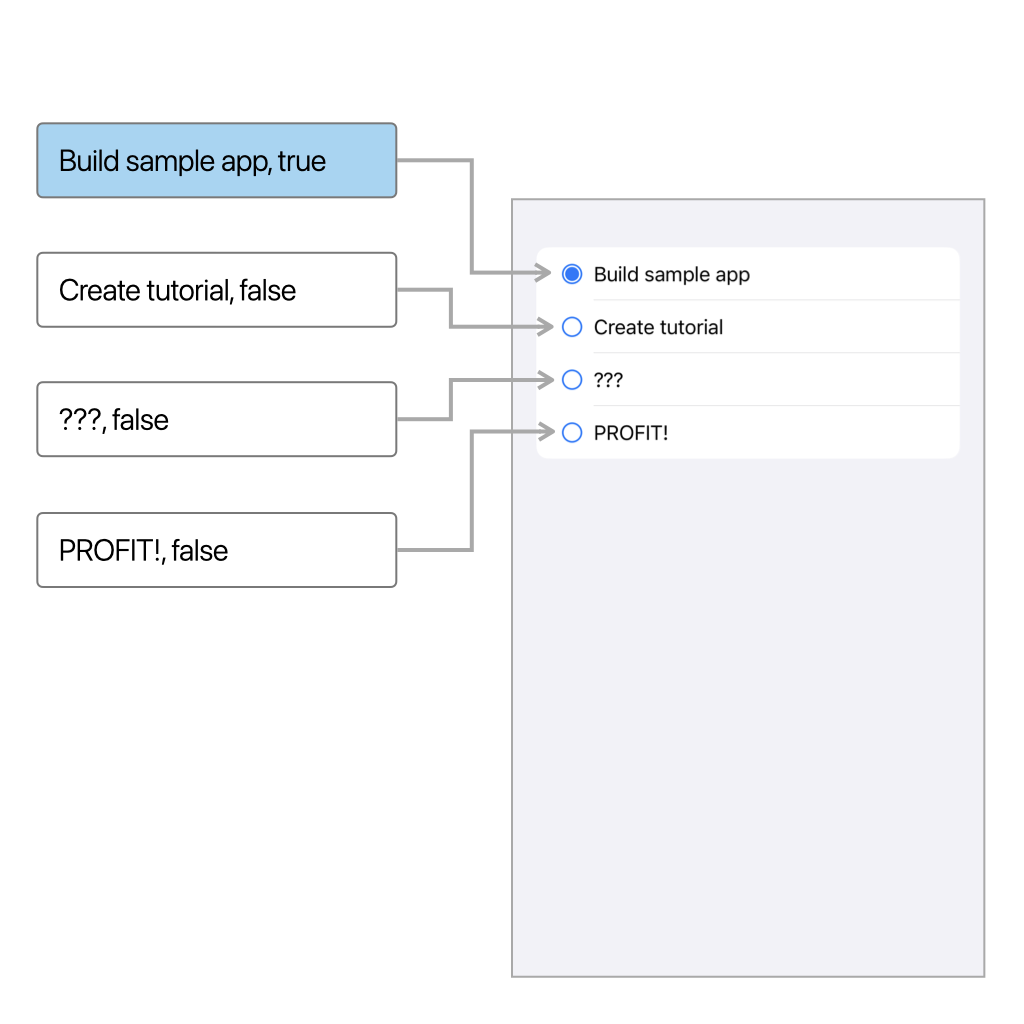 Build sample app, true
Create tutorial, false
???, false
PROFIT!, false
Build sample app
Create tutorial
???
PROFIT!